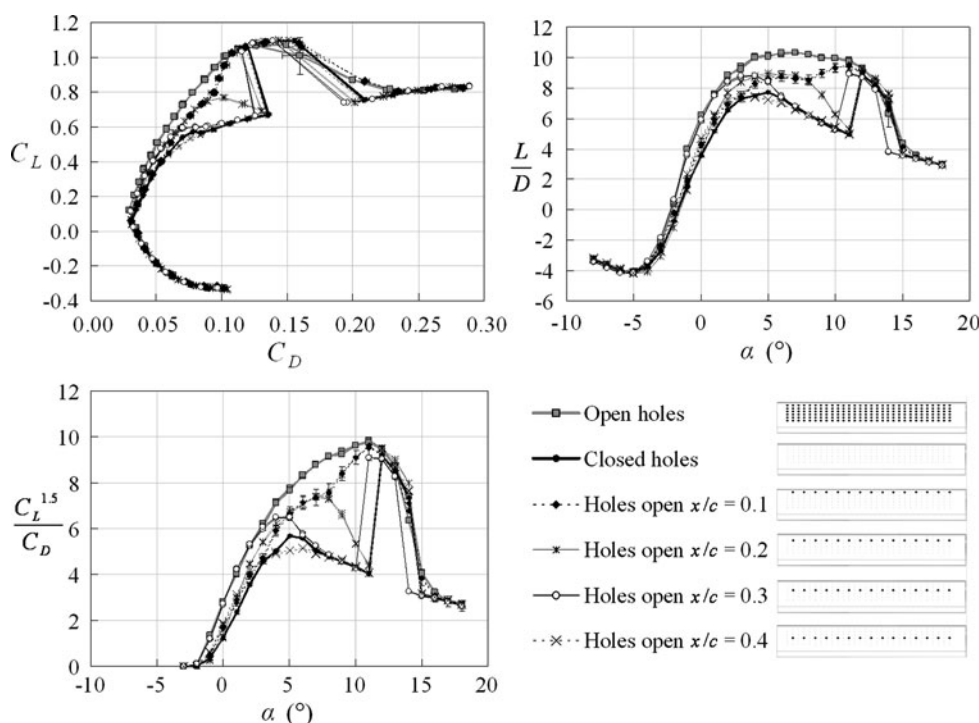 1.2
1.0
0.8
0.6
0.4
0.2
0.0
-0.2
-0.4
C_L
0.00 0.05 0.10 0.15 0.20 0.25 0.30
C_D
12
10
8
6
4
2
0
-2
-4
-6
L
D
-10 -5 0 5 10 15 20
α (°)
12
10
8
6
4
2
0
C_L^1.5
C_D
-5 0 5 10 15 20
α (°)
Open holes
Closed holes
Holes open x/c = 0.1
Holes open x/c = 0.2
Holes open x/c = 0.3
Holes open x/c = 0.4